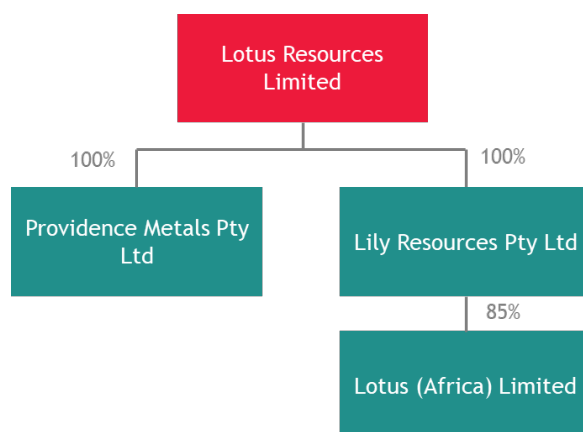 Lotus Resources
Limited
100%
100%
Providence Metals Pty
Ltd
Lily Resources Pty Ltd
85%
Lotus (Africa) Limited